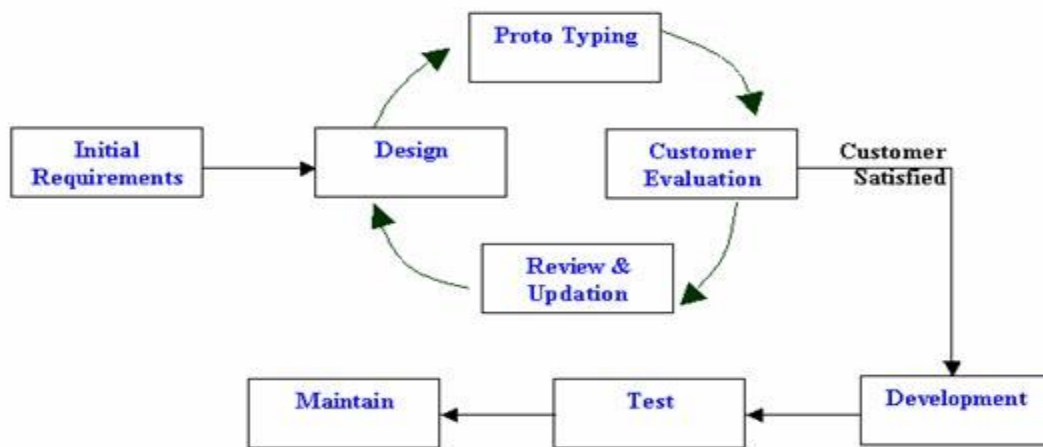 Proto Typing
Initial
Requirements
Design
Customer
Evaluation
Customer
Satisfied
Review &
Updation
Maintain
Test
Development